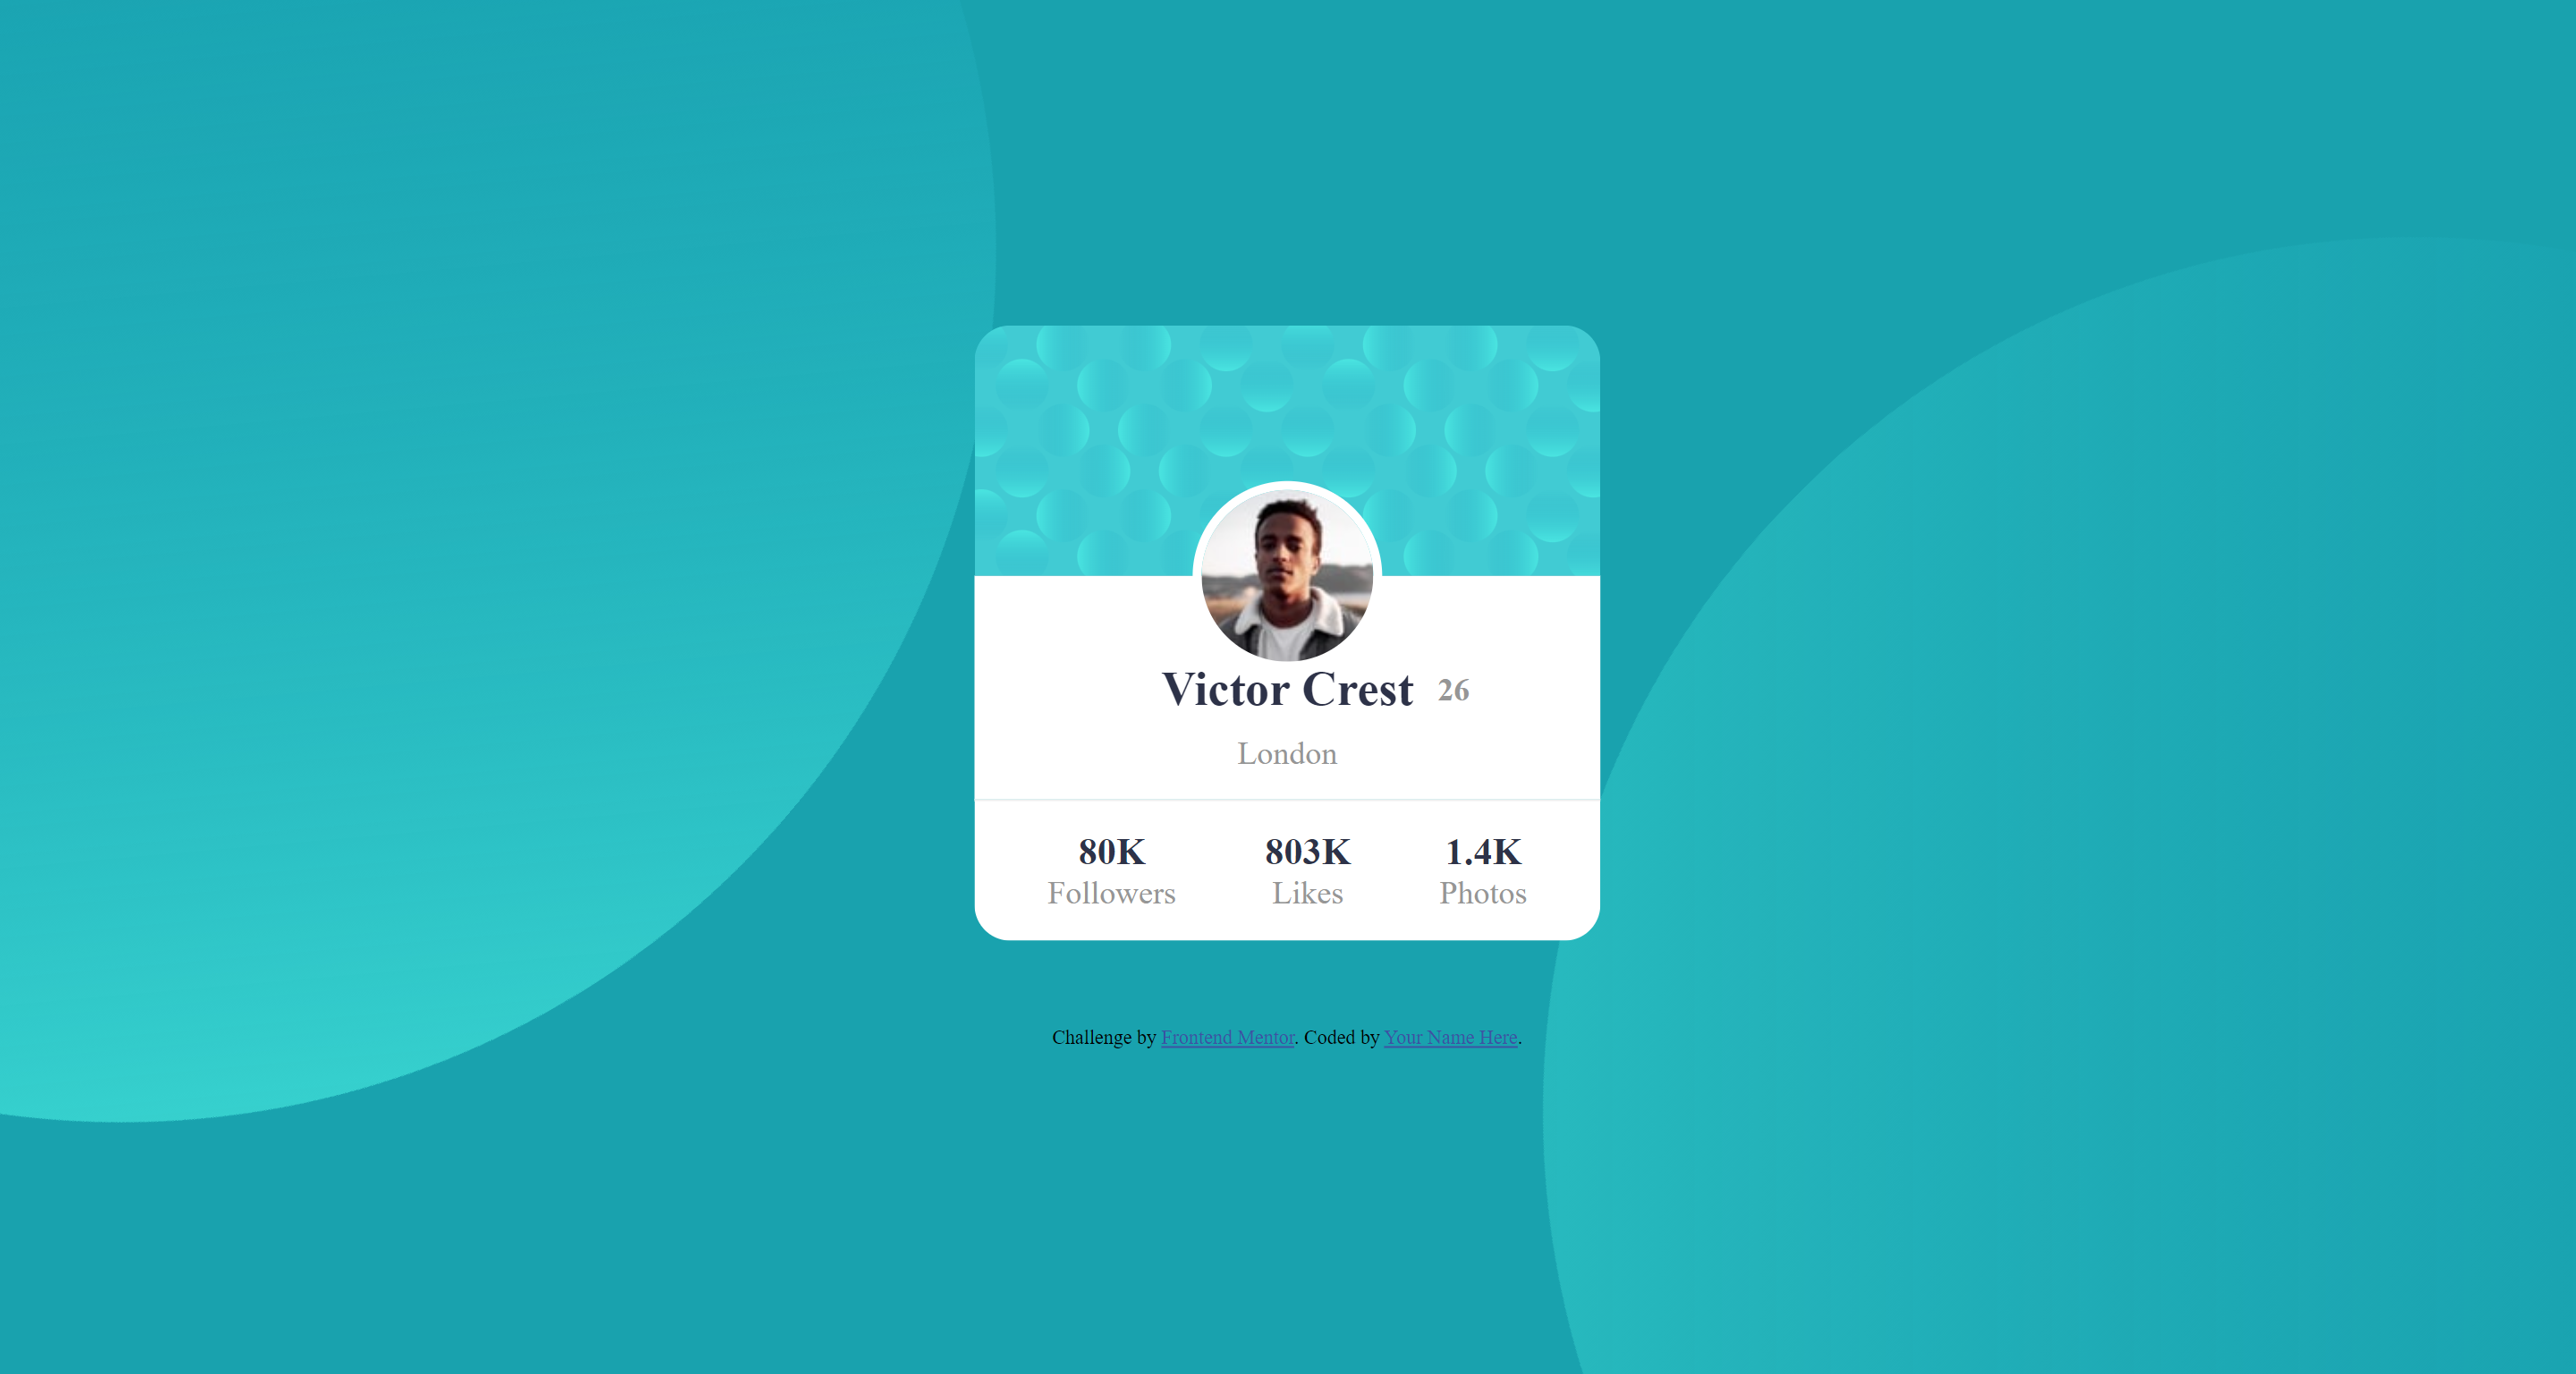 Victor Crest 26
London
80K 803K 1.4K
Followers Likes Photos
Challenge by Frontend Mentor. Coded by Your Name Here.